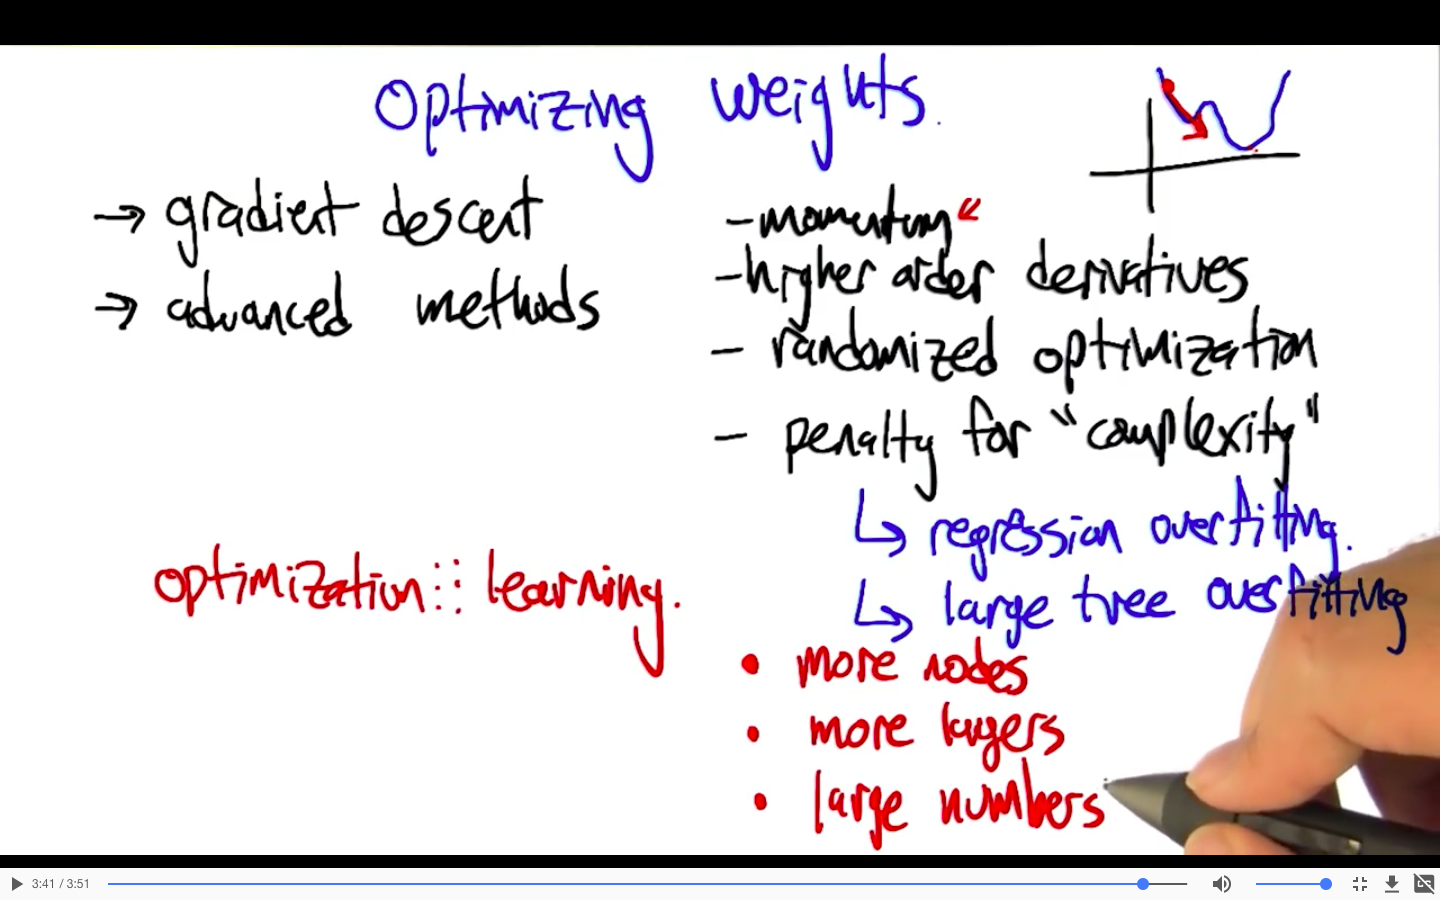 Optimizing weights.
→ gradient descent
→ advanced methods
- momentum
- higher order derivatives
- randomized optimization
- penalty for "complexity"
↳ regression overfitting.
↳ large tree overfitting
optimization :: learning.
• more nodes
• more layers
• large numbers
3:41 / 3:51